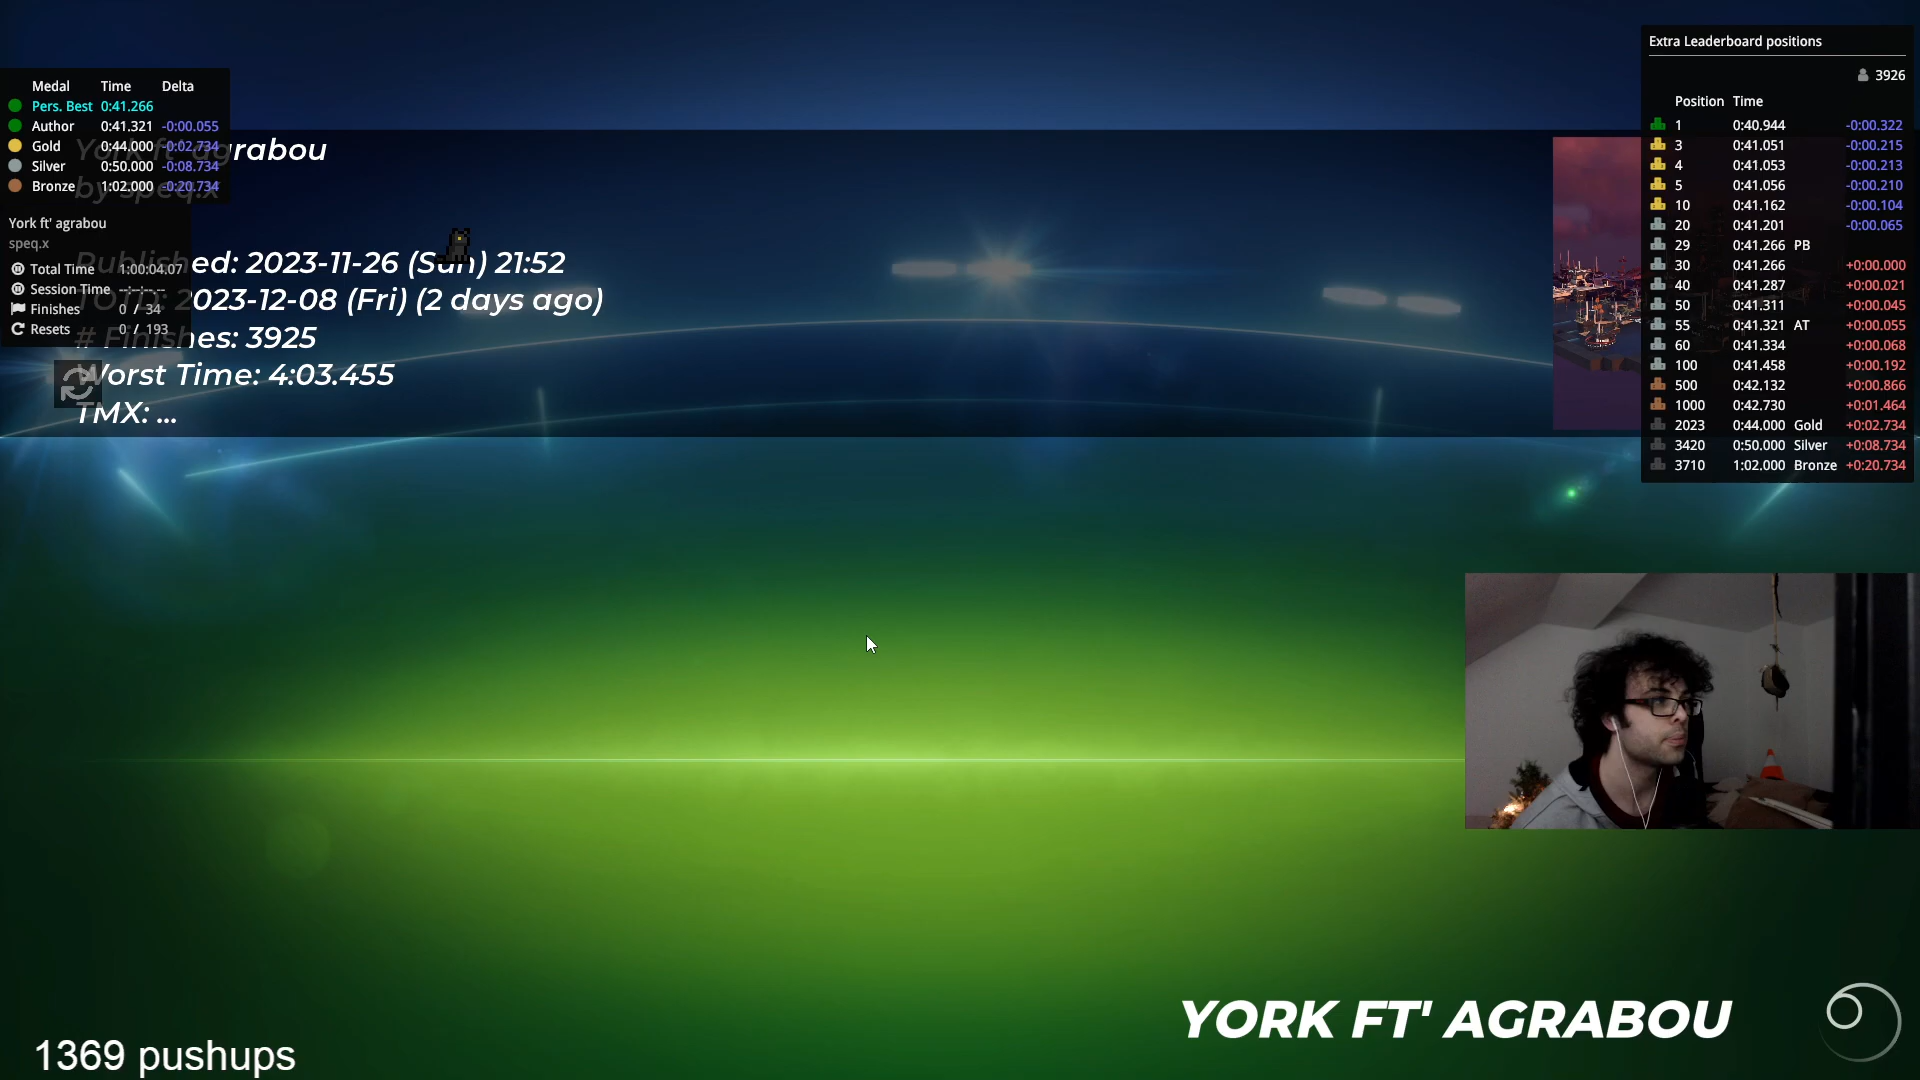 Medal Time Delta
Pers. Best 0:41.266
Author 0:41.321 -0:00.055
Gold 0:44.000 -0:02.734
Silver 0:50.000 -0:08.734
Bronze 1:02.000 -0:20.734
York ft' agrabou
by speq.x
York ft' agrabou
speq.x
Total Time 1:00:04.07
Session Time --:--:--.--
Finishes 0 / 34
Resets 0 / 193
Published: 2023-11-26 (Sun) 21:52
TOTD: 2023-12-08 (Fri) (2 days ago)
# Finishes: 3925
Worst Time: 4:03.455
TMX: ...
Extra Leaderboard positions
3926
Position Time
1 0:40.944 -0:00.322
3 0:41.051 -0:00.215
4 0:41.053 -0:00.213
5 0:41.056 -0:00.210
10 0:41.162 -0:00.104
20 0:41.201 -0:00.065
29 0:41.266 PB
30 0:41.266 +0:00.000
40 0:41.287 +0:00.021
50 0:41.311 +0:00.045
55 0:41.321 AT +0:00.055
60 0:41.334 +0:00.068
100 0:41.458 +0:00.192
500 0:42.132 +0:00.866
1000 0:42.730 +0:01.464
2023 0:44.000 Gold +0:02.734
3420 0:50.000 Silver +0:08.734
3710 1:02.000 Bronze +0:20.734
YORK FT' AGRABOU
1369 pushups